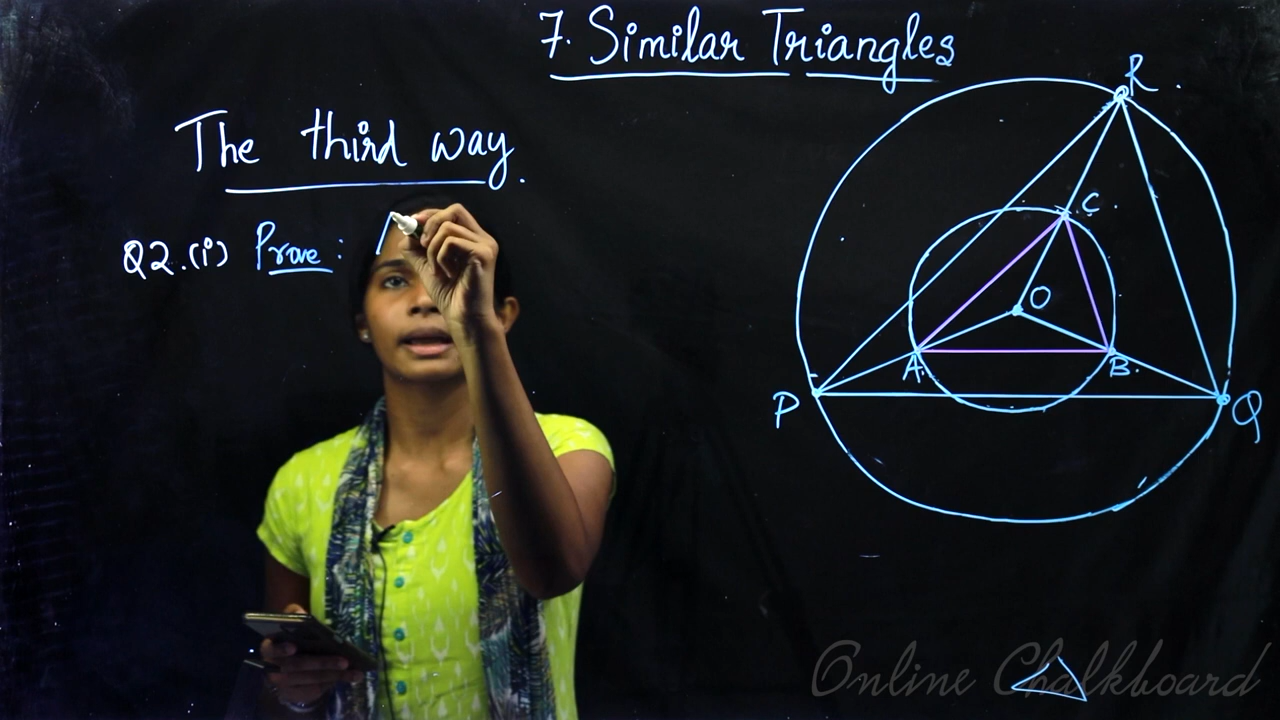 7. Similar Triangles
The third way.
Q2.(i) Prove:
R.
C.
O
A.
B.
P
Q
Online Chalkboard